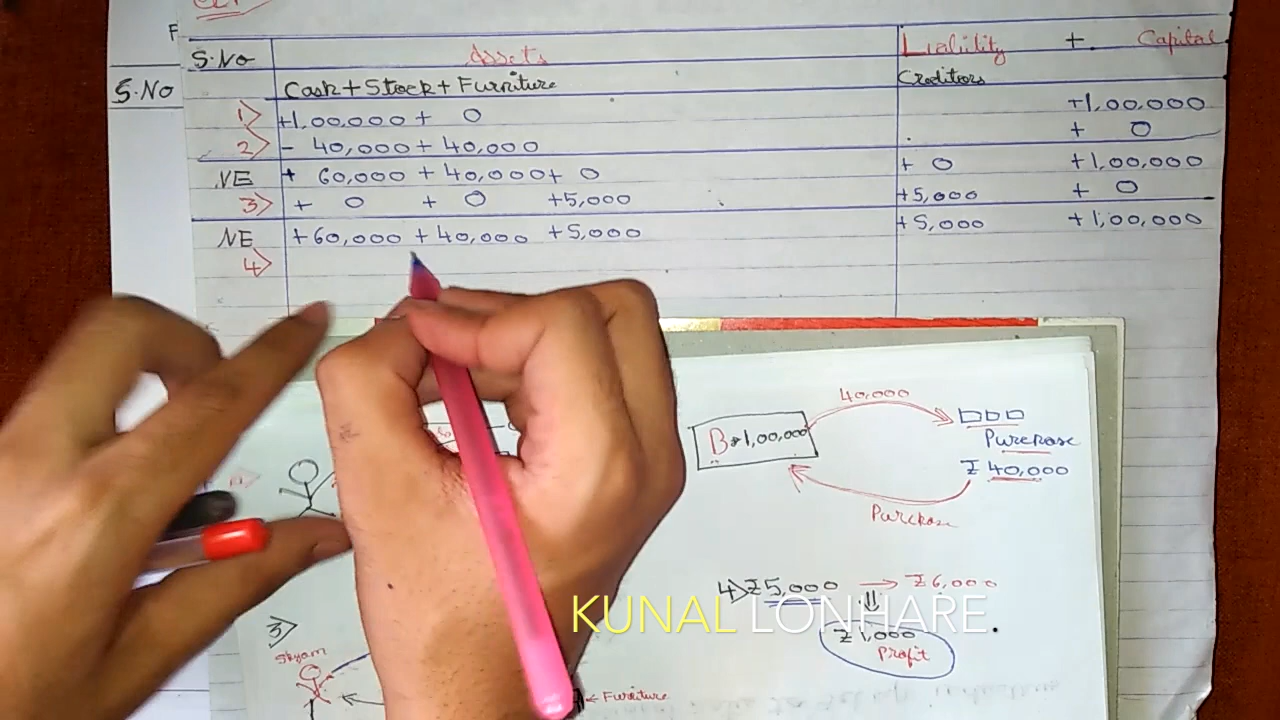 S.No Assets Liability + Capital
S.No Cash+Stock+Furniture Creditors
1> +1,00,000 + 0 +1,00,000
2> - 40,000 + 40,000 + 0
NE + 60,000 + 40,000 + 0 + 0 +1,00,000
3> + 0 + 0 +5,000 +5,000 + 0
NE +60,000 + 40,000 +5,000 +5,000 +1,00,000
4>
40,000
B→1,00,000
Purchase
₹ 40,000
Purchase
4> ₹5,000 → ₹6,000
KUNAL LONHARE
₹1,000
Profit
3>
Shyam
← Furniture